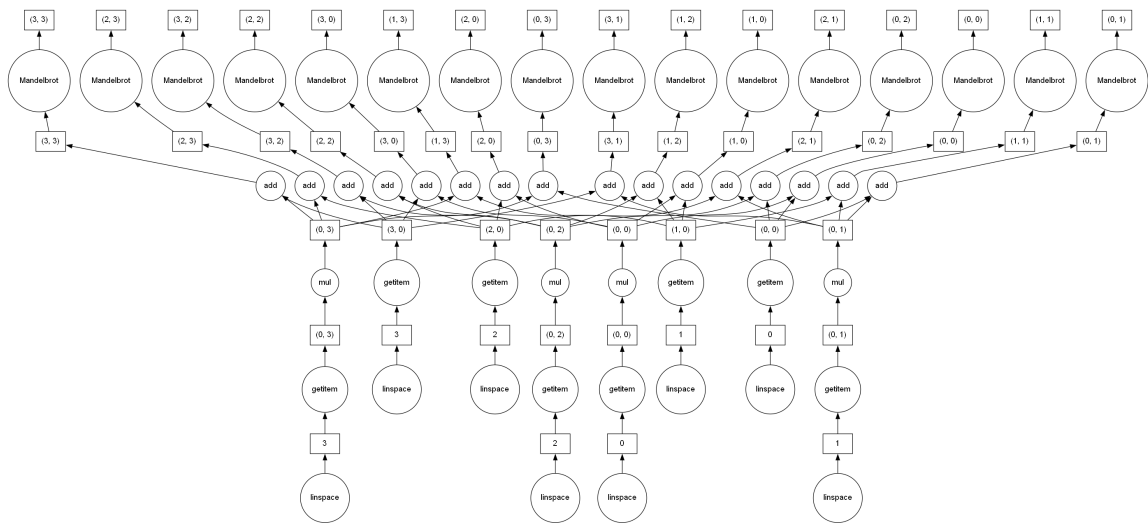 (3, 3) (2, 3) (3, 2) (2, 2) (3, 0) (1, 3) (2, 0) (0, 3) (3, 1) (1, 2) (1, 0) (2, 1) (0, 2) (0, 0) (1, 1) (0, 1)
Mandelbrot Mandelbrot Mandelbrot Mandelbrot Mandelbrot Mandelbrot Mandelbrot Mandelbrot Mandelbrot Mandelbrot Mandelbrot Mandelbrot Mandelbrot Mandelbrot Mandelbrot Mandelbrot
(3, 3) (2, 3) (3, 2) (2, 2) (3, 0) (1, 3) (2, 0) (0, 3) (3, 1) (1, 2) (1, 0) (2, 1) (0, 2) (0, 0) (1, 1) (0, 1)
add add add add add add add add add add add add add add add add
(0, 3) (3, 0) (2, 0) (0, 2) (0, 0) (1, 0) (0, 0) (0, 1)
mul getitem getitem mul mul getitem getitem mul
(0, 3) 3 2 (0, 2) (0, 0) 1 0 (0, 1)
getitem linspace linspace getitem getitem linspace linspace getitem
3 2 0 1
linspace linspace linspace linspace